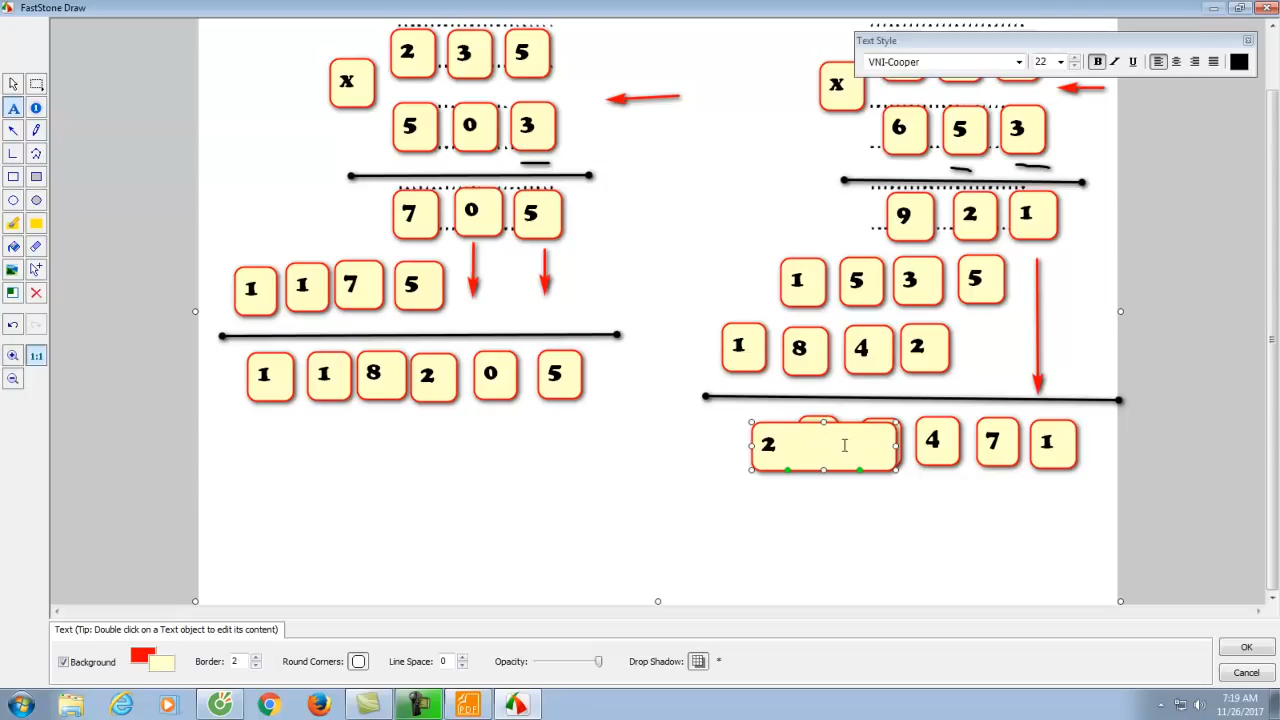 FastStone Draw
Text Style
VNI-Cooper 22 B I U
2 3 5
x
5 0 3
7 0 5
1 1 7 5
1 1 8 2 0 5
x
6 5 3
9 2 1
1 5 3 5
1 8 4 2
2 4 7 1
A
1:1
Text (Tip: Double click on a Text object to edit its content)
Background Border: 2 Round Corners: Line Space: 0 Opacity: Drop Shadow: *
OK
Cancel
PDF
7:19 AM
11/26/2017